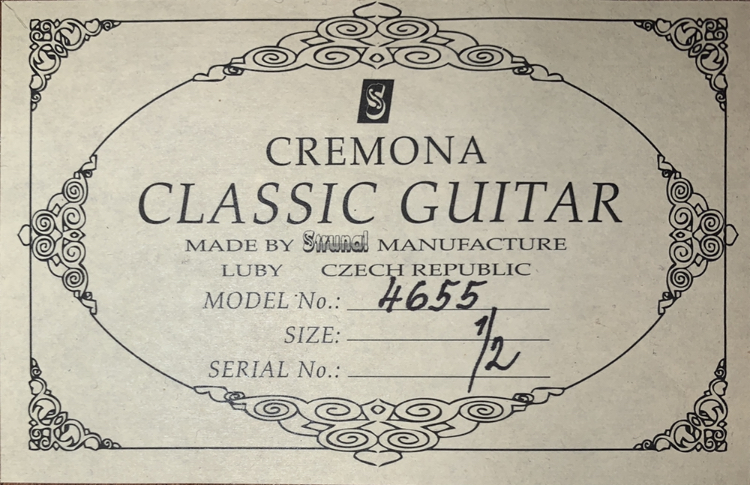 S
CREMONA
CLASSIC GUITAR
MADE BY Strunal MANUFACTURE
LUBY CZECH REPUBLIC
MODEL No.: 4655
SIZE: 1/2
SERIAL No.: